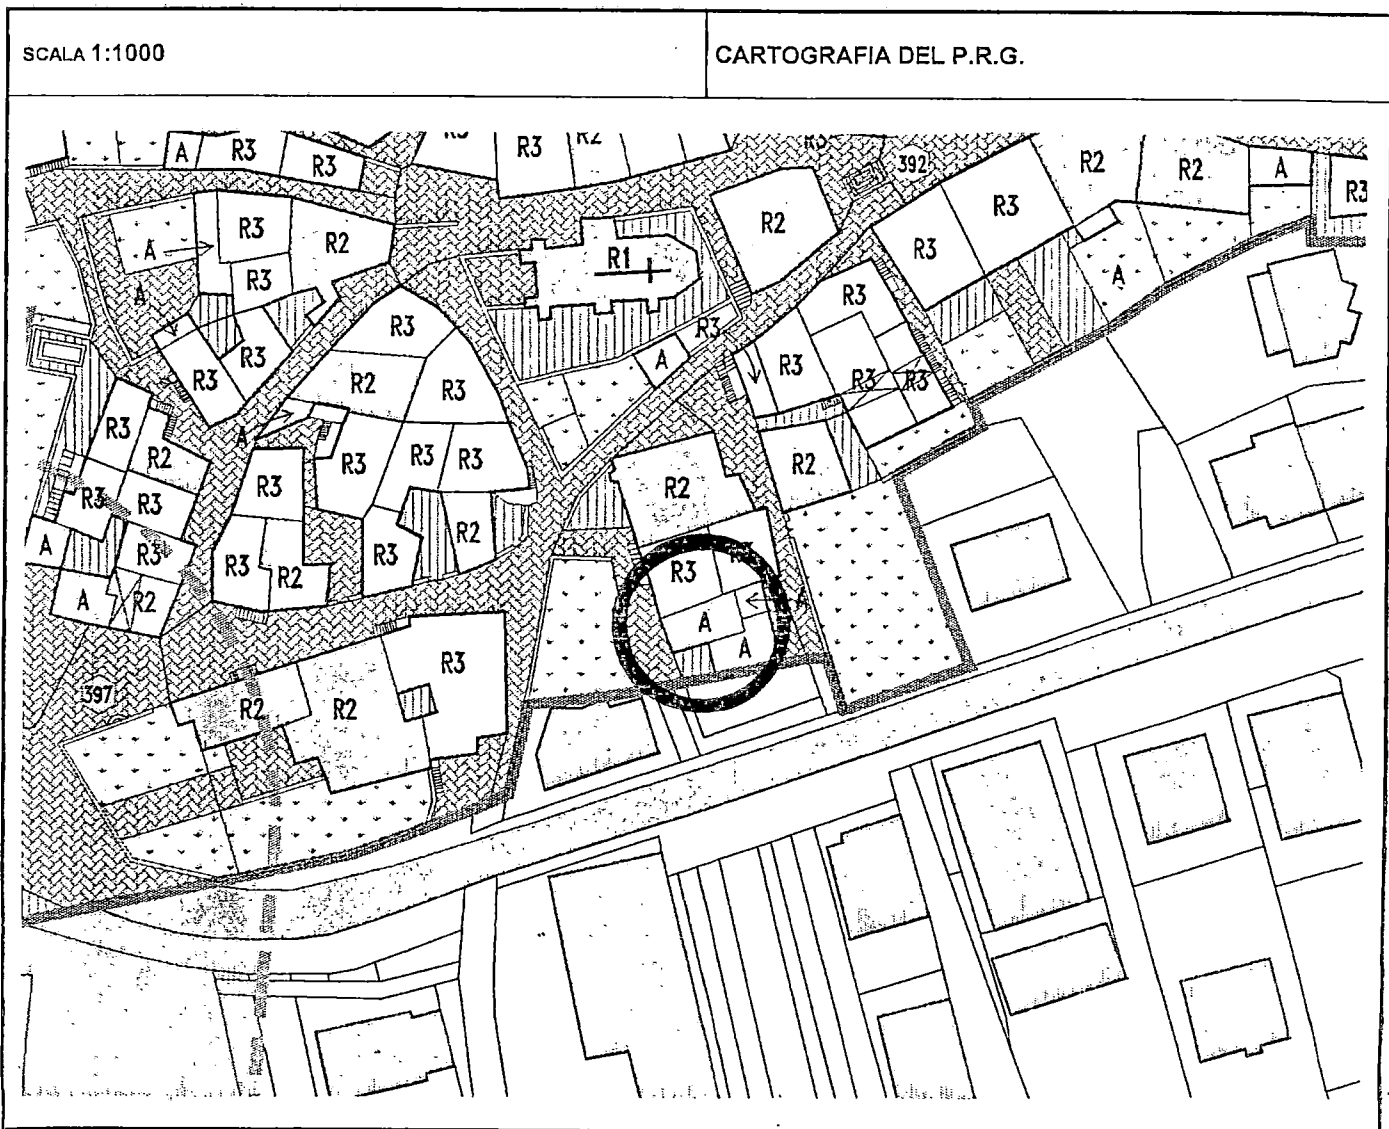 SCALA 1:1000
CARTOGRAFIA DEL P.R.G.
A R3 R3 R3 R2 392 R2 R2 A R3
R3 R2 R3 R3
A R3 R2 R1 R3 A
A R3 R3
R3 R3 R3
R3 R2 R3 A R3 R3 R3
A
R3 R2 R3 R3 R3 R2
R3 R3 R3 R2
A R3 R3 R2 R3
R3 R2 R3
A R2 A A
R3 A
397 R2 R2